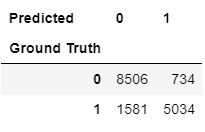 Predicted 0 1
Ground Truth
0 8506 734
1 1581 5034